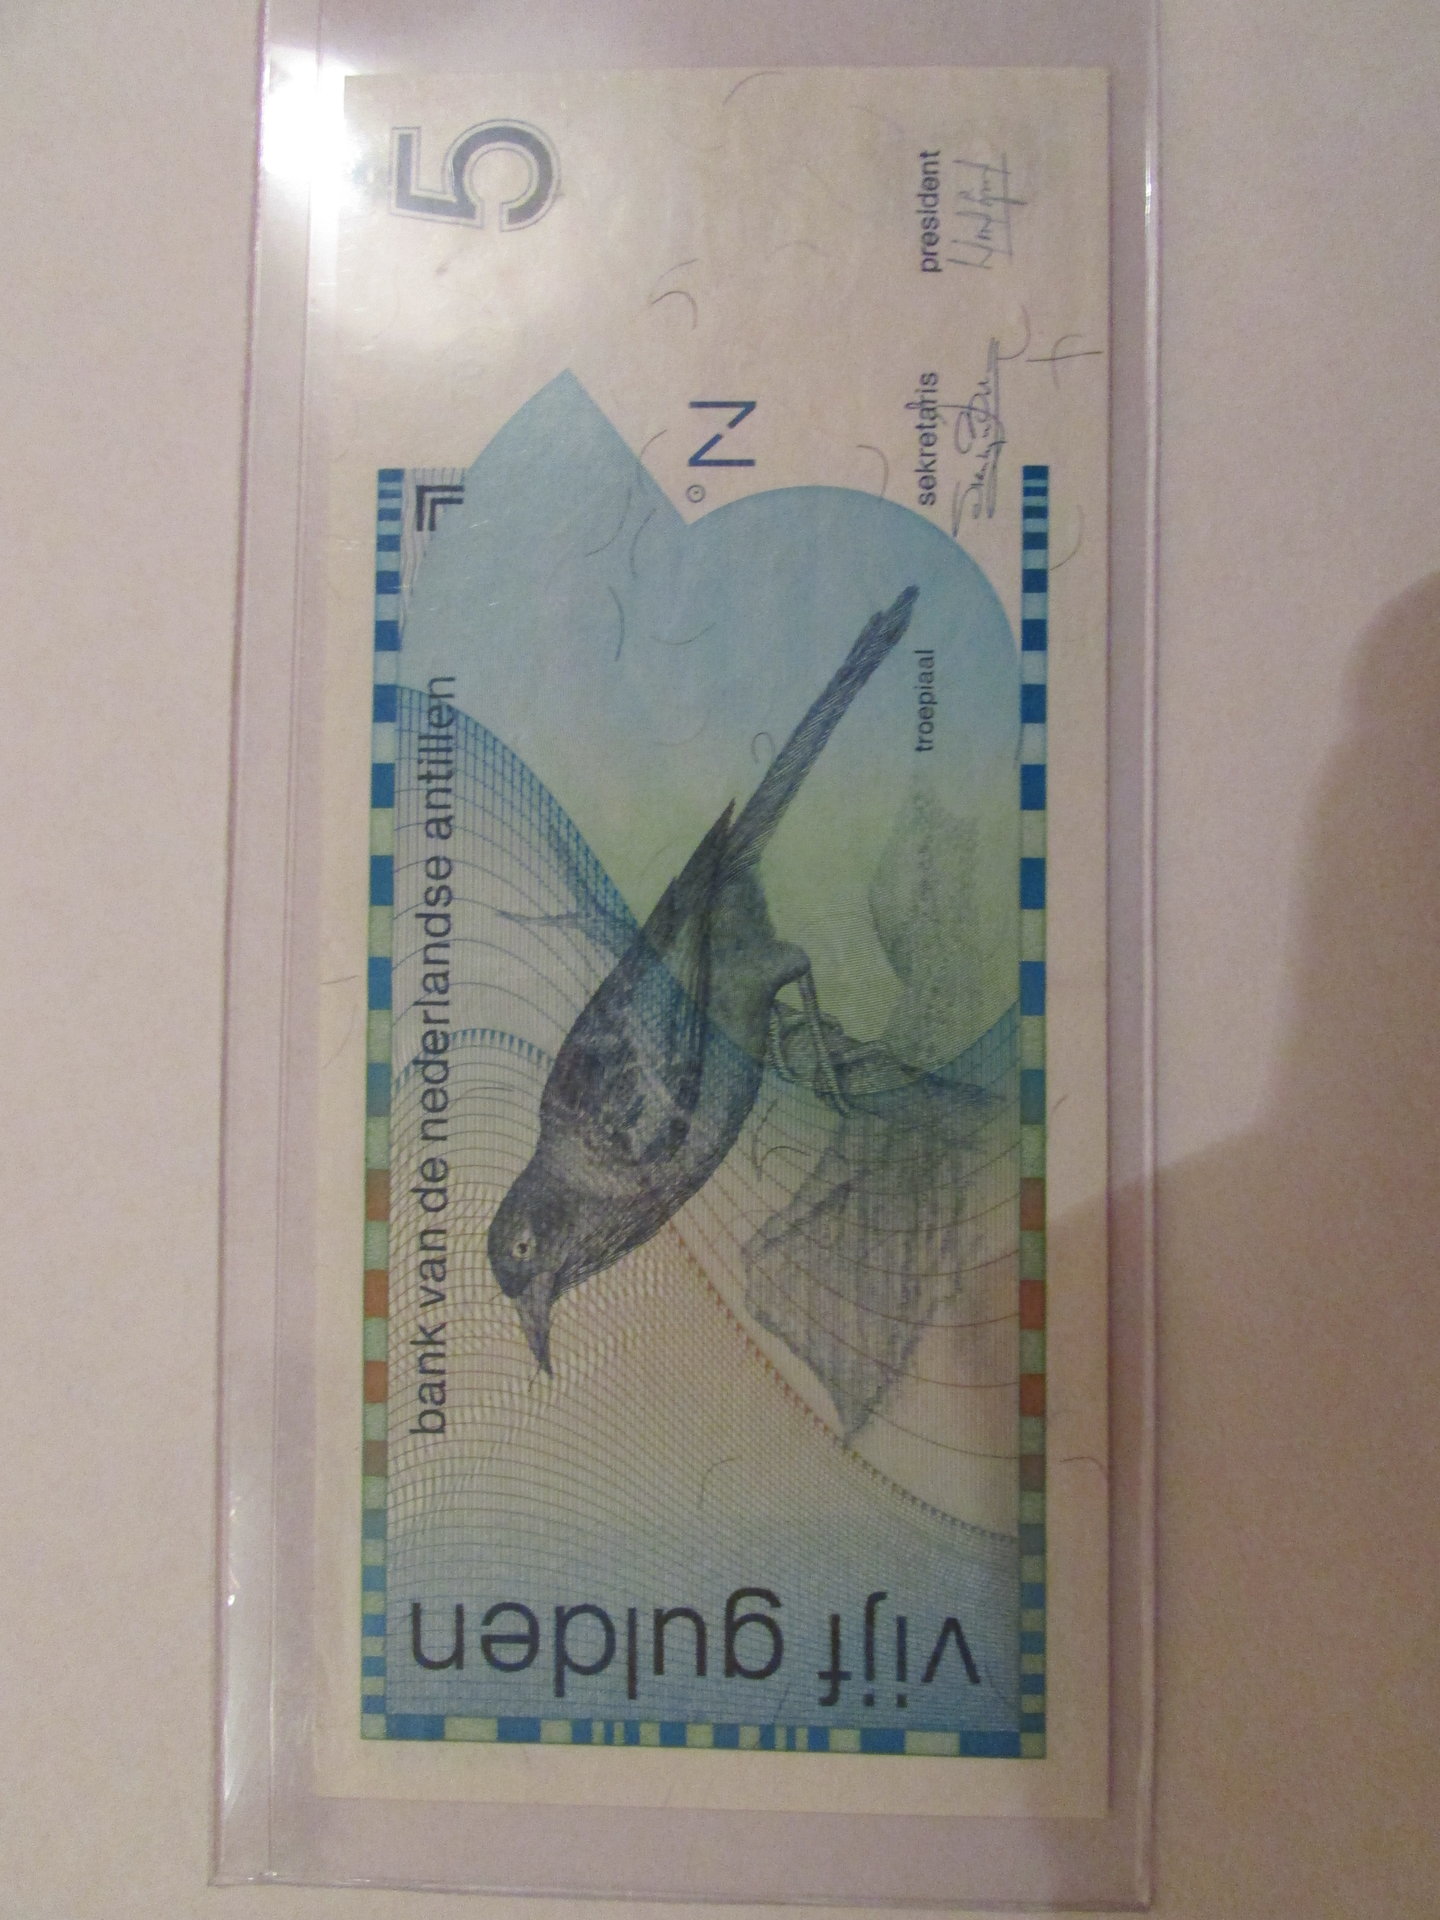 5
bank van de nederlandse antillen
N
vijf gulden
troepiaal
sekretaris president